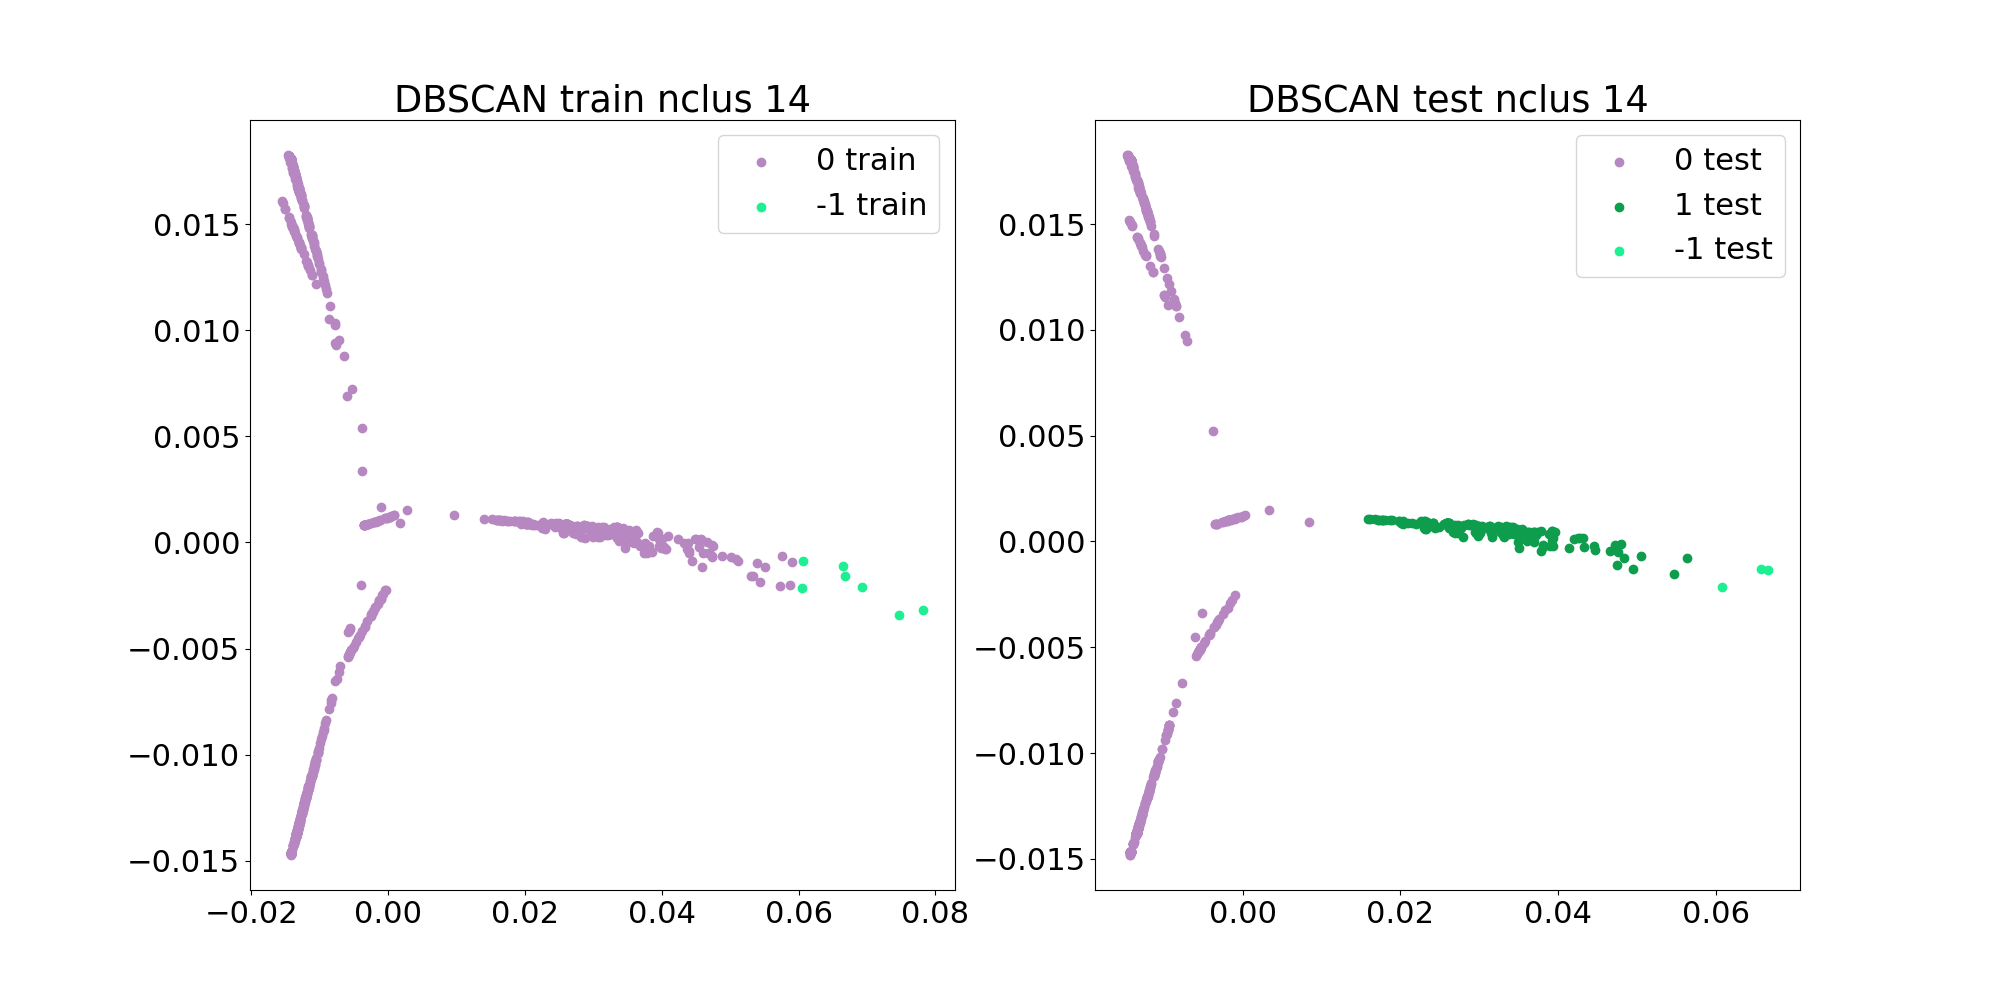 DBSCAN train nclus 14
0 train
-1 train
0.015
0.010
0.005
0.000
−0.005
−0.010
−0.015
−0.02 0.00 0.02 0.04 0.06 0.08
DBSCAN test nclus 14
0 test
1 test
-1 test
0.015
0.010
0.005
0.000
−0.005
−0.010
−0.015
0.00 0.02 0.04 0.06